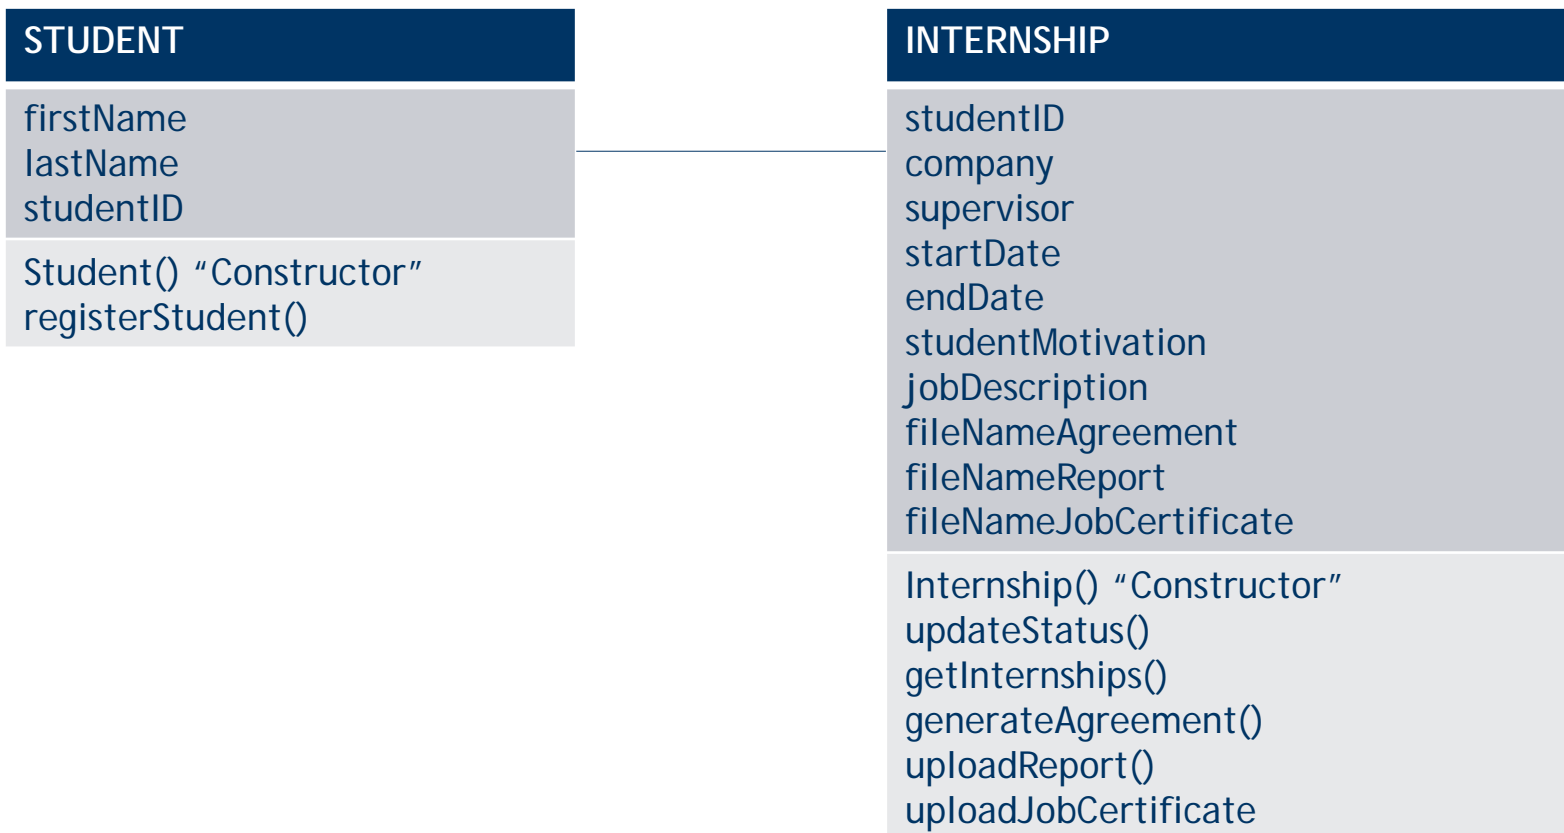 STUDENT
firstName
lastName
studentID
Student() “Constructor”
registerStudent()
INTERNSHIP
studentID
company
supervisor
startDate
endDate
studentMotivation
jobDescription
fileNameAgreement
fileNameReport
fileNameJobCertificate
Internship() “Constructor”
updateStatus()
getInternships()
generateAgreement()
uploadReport()
uploadJobCertificate